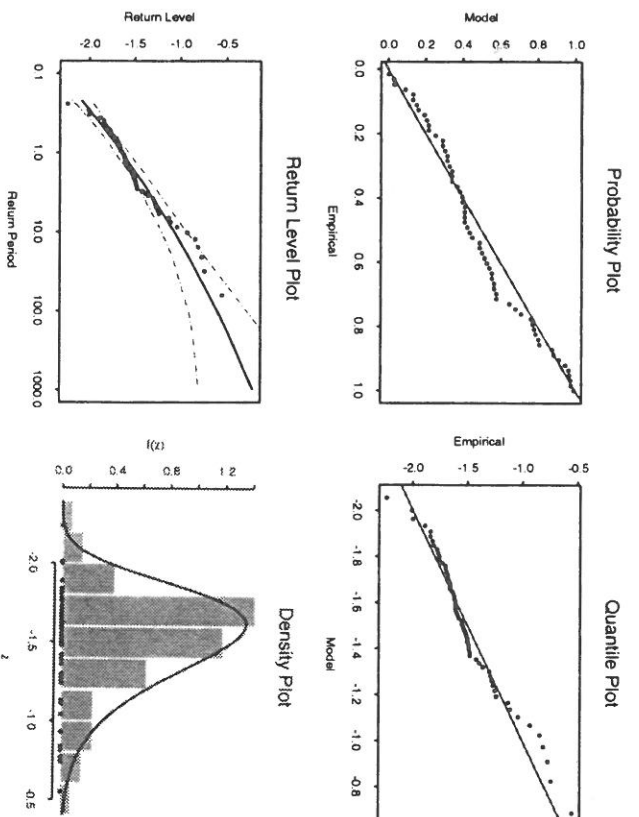 Probability Plot
Model
0.0 0.2 0.4 0.6 0.8 1.0
0.0 0.2 0.4 0.6 0.8 1.0
Empirical
Quantile Plot
Empirical
-2.0 -1.5 -1.0 -0.5
-2.0 -1.8 -1.6 -1.4 -1.2 -1.0 -0.8
Model
Return Level Plot
Return Level
-2.0 -1.5 -1.0 -0.5
0.1 1.0 10.0 100.0 1000.0
Return Period
Density Plot
f(z)
0.0 0.4 0.8 1.2
-2.0 -1.5 -1.0 -0.5
z